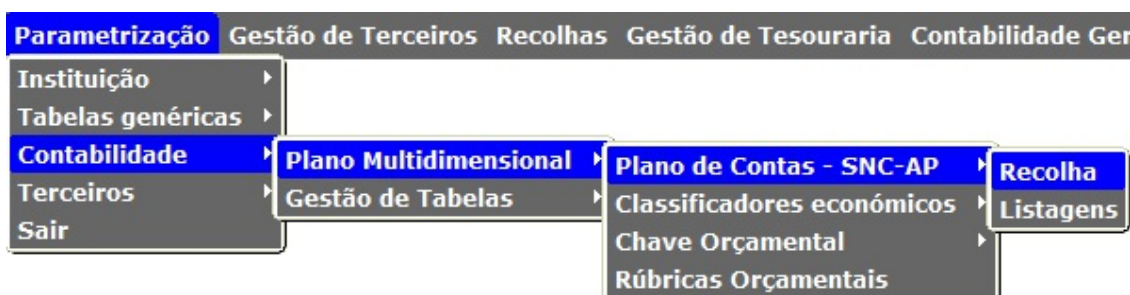 Parametrização Gestão de Terceiros Recolhas Gestão de Tesouraria Contabilidade Ger
Instituição
Tabelas genéricas
Contabilidade
Terceiros
Sair
Plano Multidimensional
Gestão de Tabelas
Plano de Contas - SNC-AP
Classificadores económicos
Chave Orçamental
Rúbricas Orçamentais
Recolha
Listagens